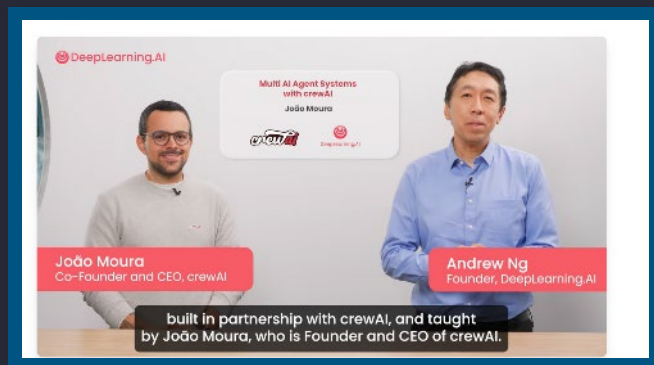 DeepLearning.AI
Multi AI Agent Systems
with crewAI
João Moura
crewai
DeepLearning.AI
João Moura
Co-Founder and CEO, crewAI
Andrew Ng
Founder, DeepLearning.AI
built in partnership with crewAI, and taught
by João Moura, who is Founder and CEO of crewAI.